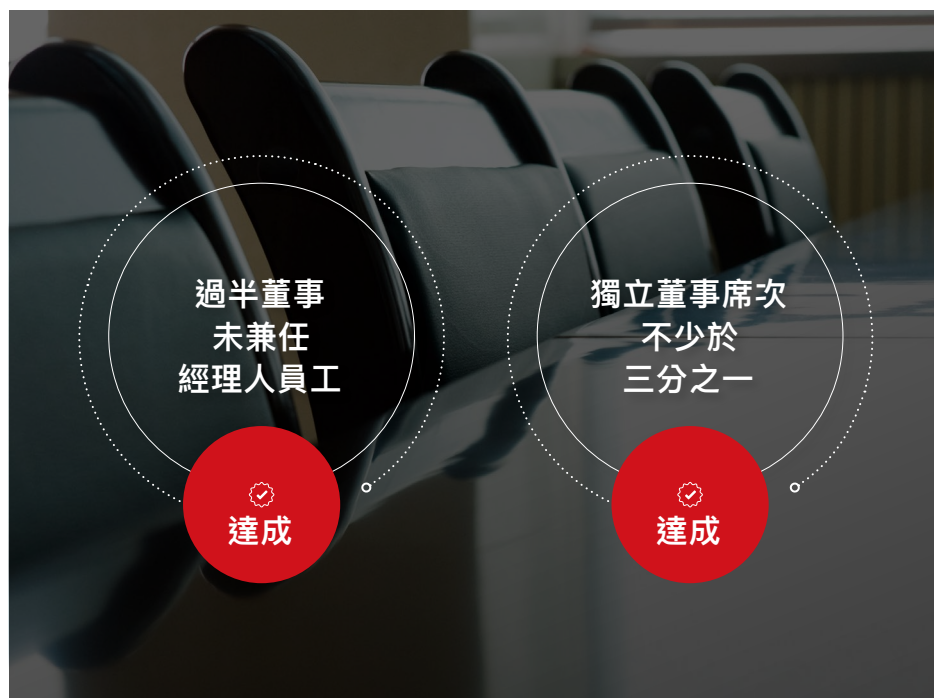 過半董事
未兼任
經理人員工
達成
獨立董事席次
不少於
三分之一
達成